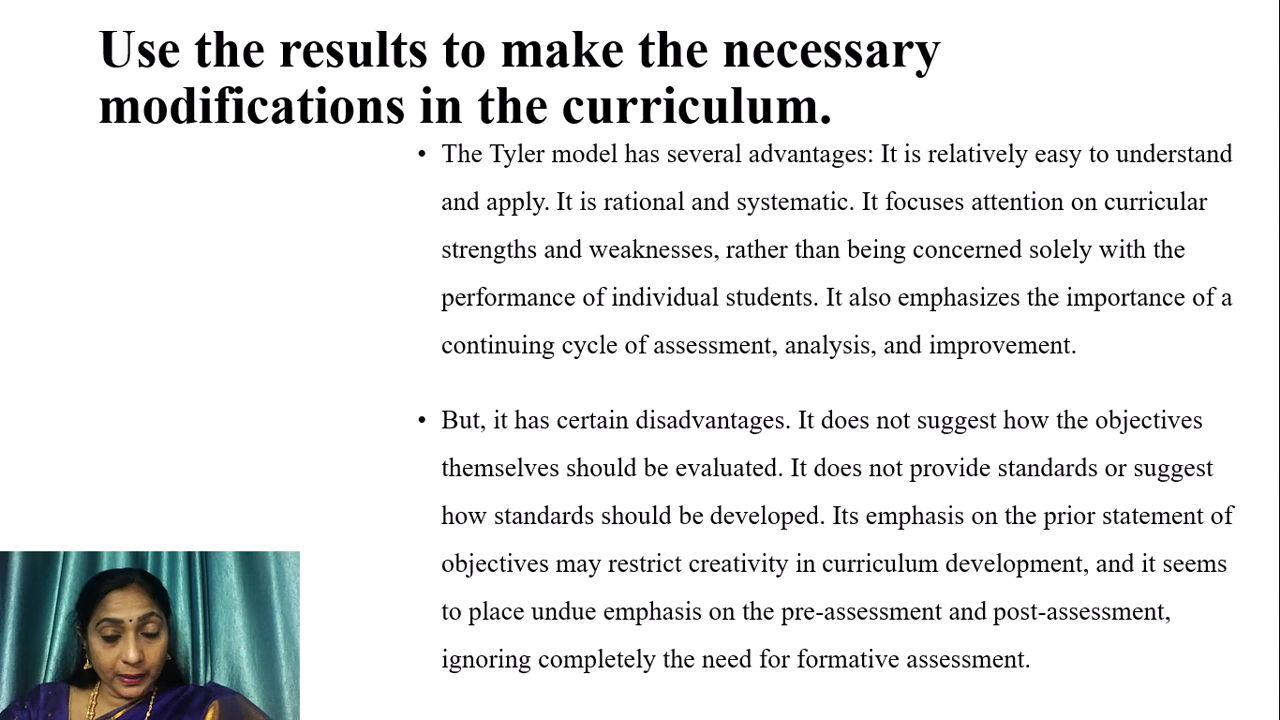 Use the results to make the necessary
modifications in the curriculum.
• The Tyler model has several advantages: It is relatively easy to understand
and apply. It is rational and systematic. It focuses attention on curricular
strengths and weaknesses, rather than being concerned solely with the
performance of individual students. It also emphasizes the importance of a
continuing cycle of assessment, analysis, and improvement.
• But, it has certain disadvantages. It does not suggest how the objectives
themselves should be evaluated. It does not provide standards or suggest
how standards should be developed. Its emphasis on the prior statement of
objectives may restrict creativity in curriculum development, and it seems
to place undue emphasis on the pre-assessment and post-assessment,
ignoring completely the need for formative assessment.